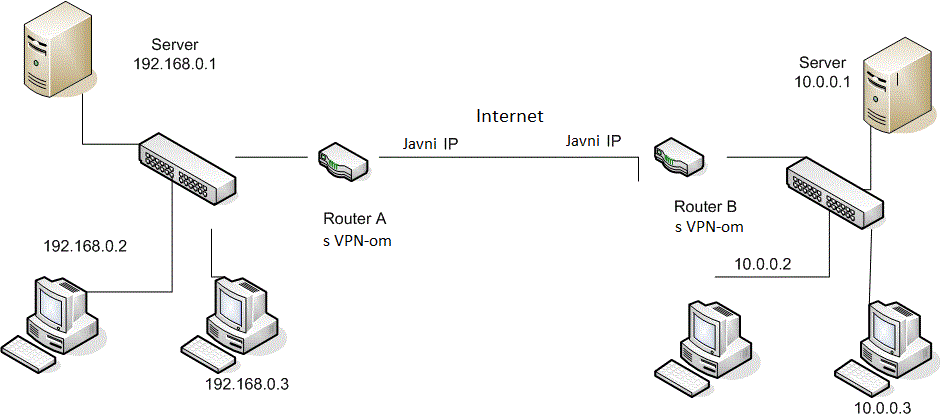 Server
192.168.0.1
Server
10.0.0.1
Internet
Javni IP
Javni IP
Router A
s VPN-om
Router B
s VPN-om
192.168.0.2
10.0.0.2
192.168.0.3
10.0.0.3